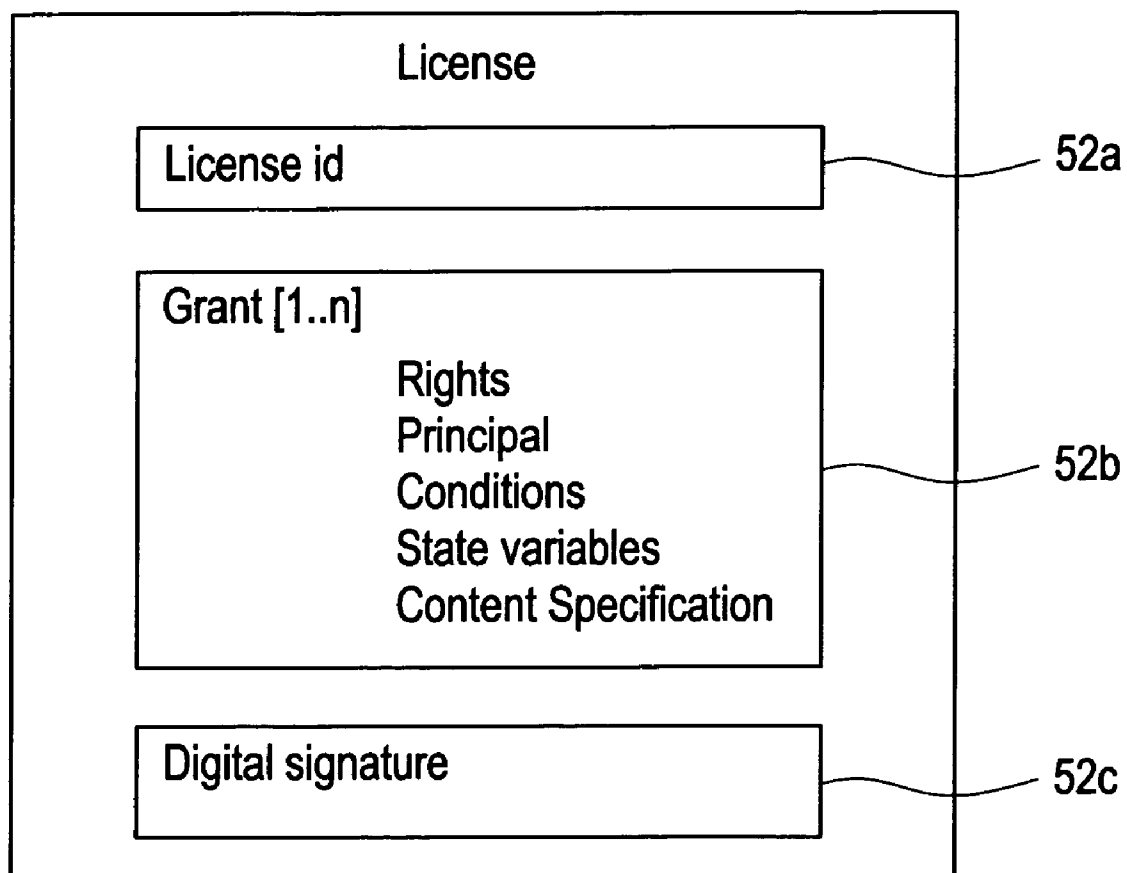 License
License id
52a
Grant [1..n]
Rights
Principal
Conditions
State variables
Content Specification
52b
Digital signature
52c